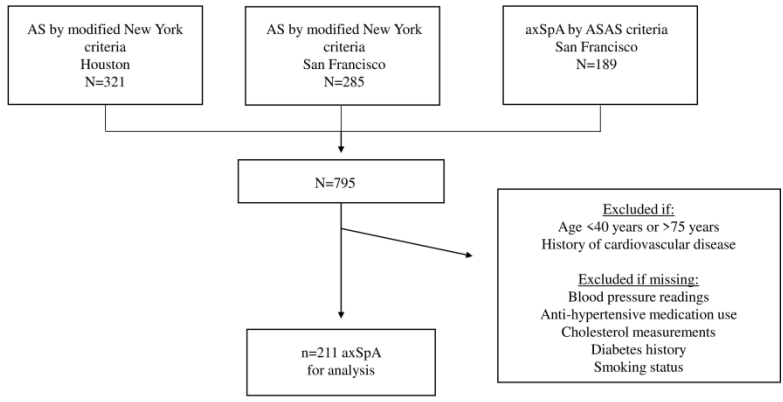 AS by modified New York
criteria
Houston
N=321
AS by modified New York
criteria
San Francisco
N=285
axSpA by ASAS criteria
San Francisco
N=189
N=795
Excluded if:
Age <40 years or >75 years
History of cardiovascular disease
Excluded if missing:
Blood pressure readings
Anti-hypertensive medication use
Cholesterol measurements
Diabetes history
Smoking status
n=211 axSpA
for analysis